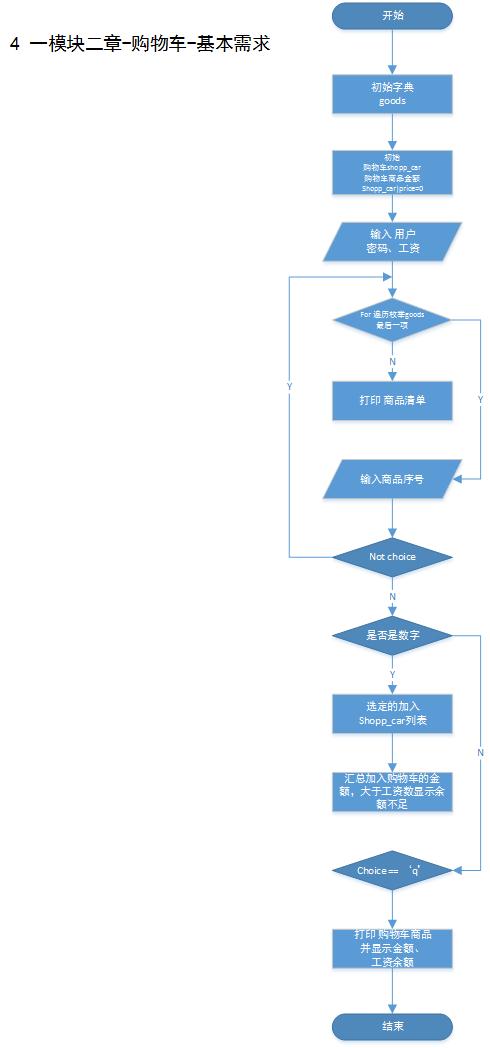 开始
4 一模块二章-购物车-基本需求
初始字典
goods
初始
购物车shopp_car
购物车商品金额
Shopp_car|price=0
输入 用户
密码、工资
For 遍历枚举goods
最后一项
N
Y
Y
打印 商品清单
输入商品序号
Not choice
N
是否是数字
Y
选定的加入
Shopp_car列表
N
汇总加入购物车的金
额，大于工资数显示余
额不足
Choice == ‘q’
打印 购物车商品
并显示金额、
工资余额
结束